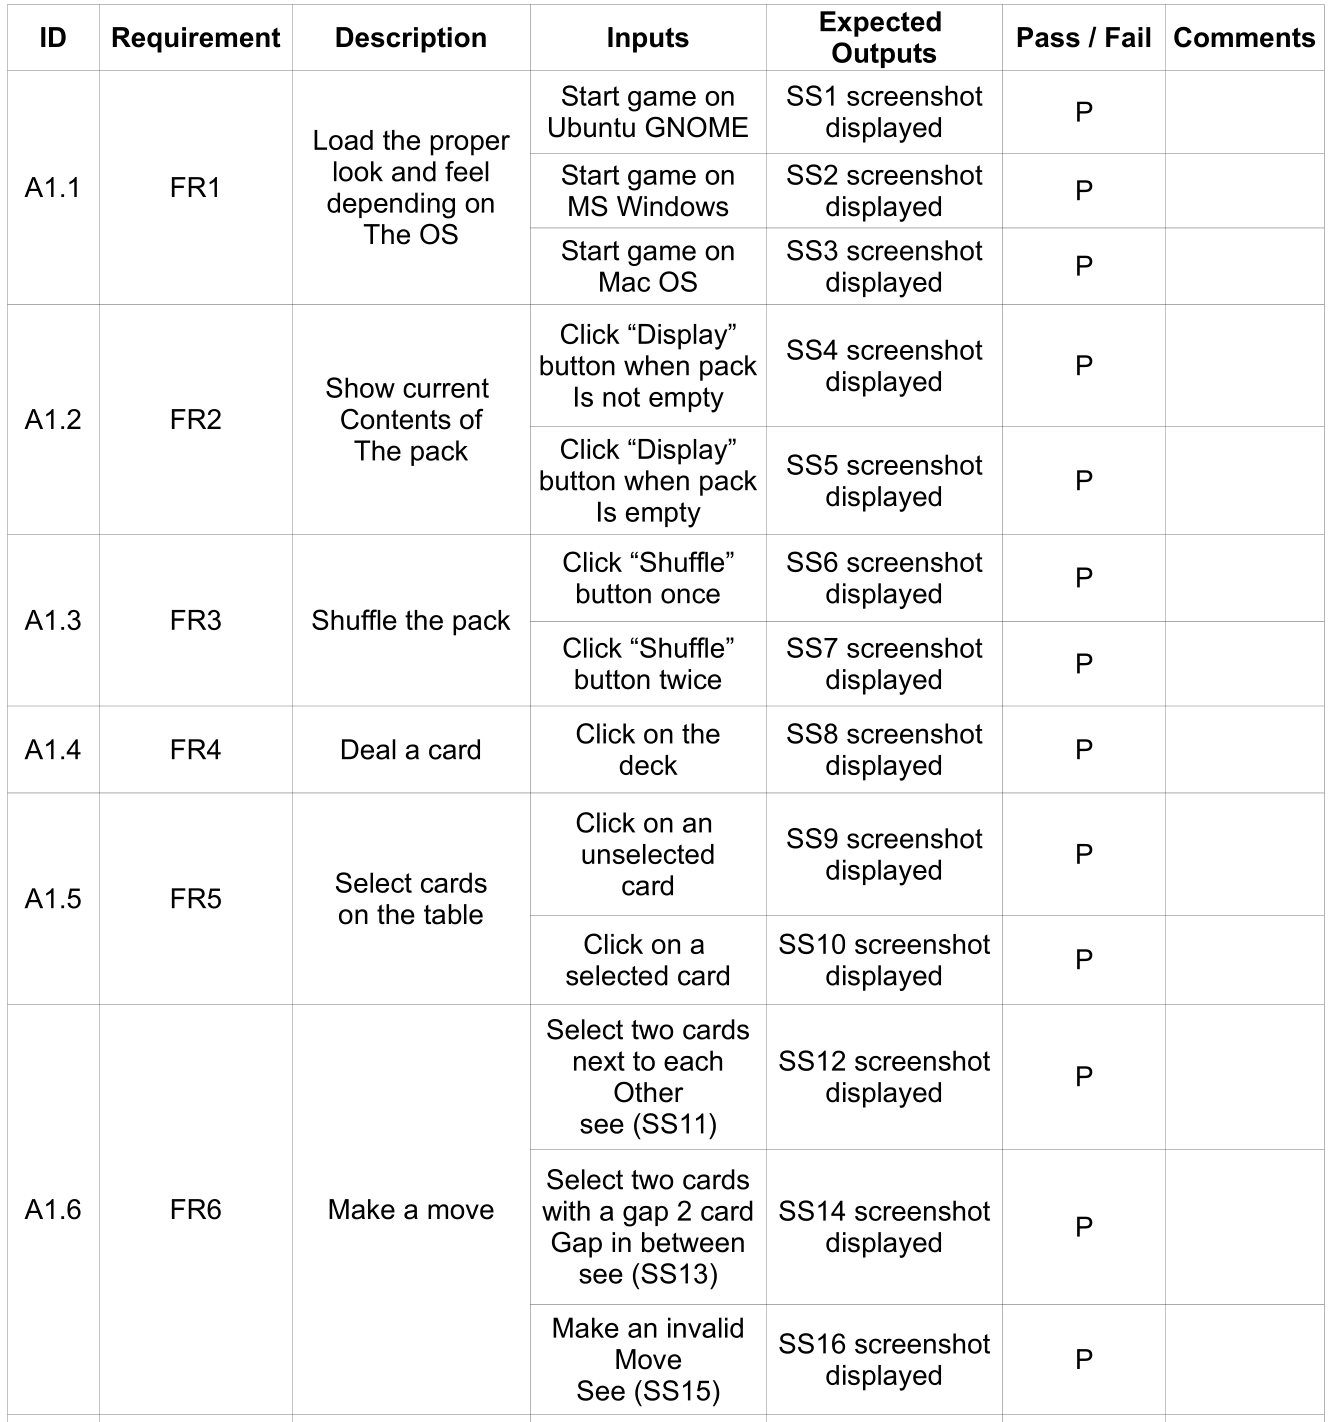 ID Requirement Description Inputs Expected Outputs Pass / Fail Comments
A1.1
FR1
Load the proper
look and feel
depending on
The OS
Start game on
Ubuntu GNOME
SS1 screenshot
displayed
P
Start game on
MS Windows
SS2 screenshot
displayed
P
Start game on
Mac OS
SS3 screenshot
displayed
P
A1.2
FR2
Show current
Contents of
The pack
Click “Display”
button when pack
Is not empty
SS4 screenshot
displayed
P
Click “Display”
button when pack
Is empty
SS5 screenshot
displayed
P
A1.3
FR3
Shuffle the pack
Click “Shuffle”
button once
SS6 screenshot
displayed
P
Click “Shuffle”
button twice
SS7 screenshot
displayed
P
A1.4
FR4
Deal a card
Click on the
deck
SS8 screenshot
displayed
P
A1.5
FR5
Select cards
on the table
Click on an
unselected
card
SS9 screenshot
displayed
P
Click on a
selected card
SS10 screenshot
displayed
P
A1.6
FR6
Make a move
Select two cards
next to each
Other
see (SS11)
SS12 screenshot
displayed
P
Select two cards
with a gap 2 card
Gap in between
see (SS13)
SS14 screenshot
displayed
P
Make an invalid
Move
See (SS15)
SS16 screenshot
displayed
P